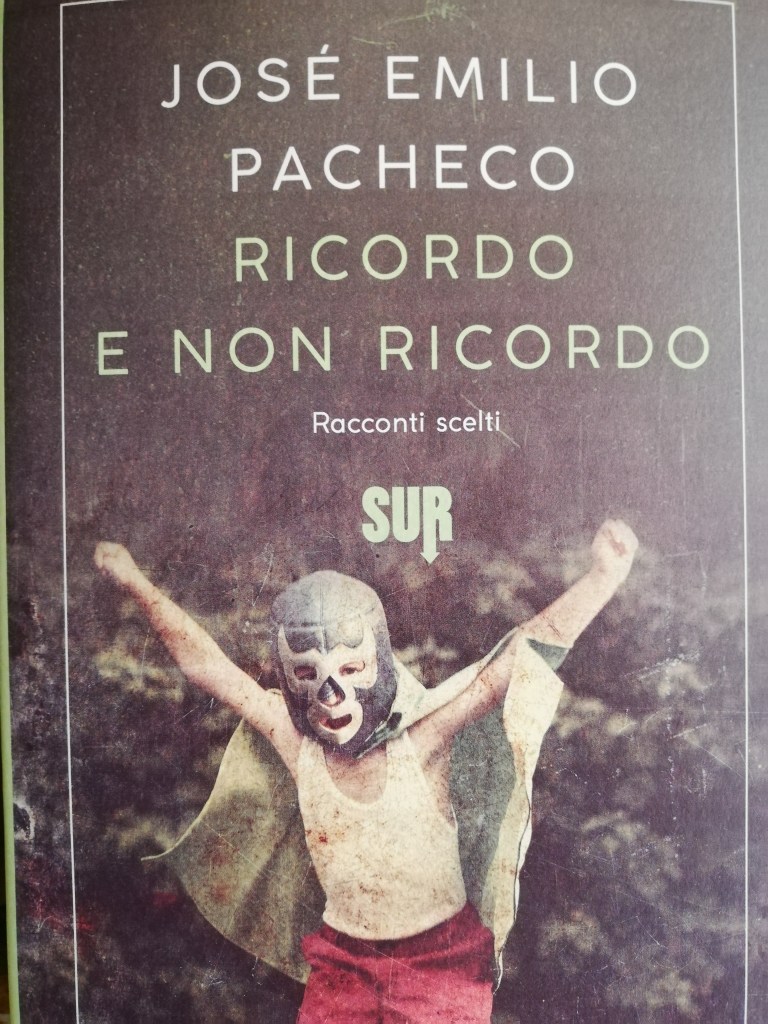 JOSÉ EMILIO
PACHECO
RICORDO
E NON RICORDO
Racconti scelti
SUR